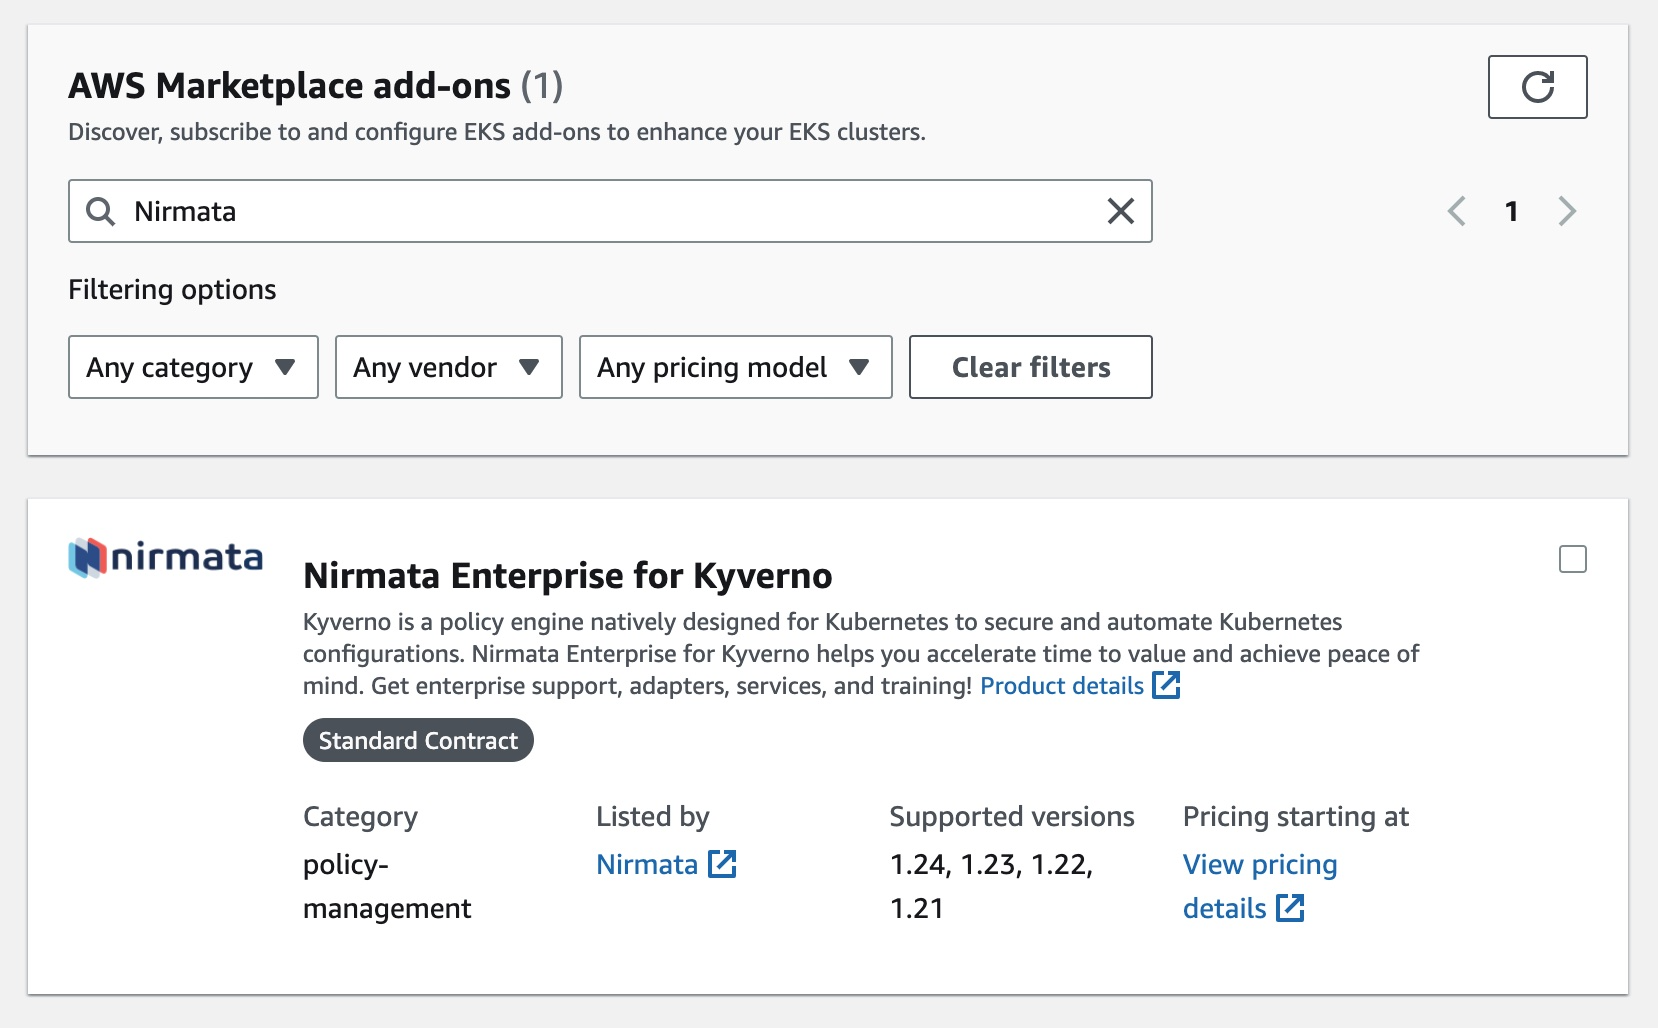 AWS Marketplace add-ons (1)
Discover, subscribe to and configure EKS add-ons to enhance your EKS clusters.
Nirmata
1
Filtering options
Any category
Any vendor
Any pricing model
Clear filters
nirmata
Nirmata Enterprise for Kyverno
Kyverno is a policy engine natively designed for Kubernetes to secure and automate Kubernetes
configurations. Nirmata Enterprise for Kyverno helps you accelerate time to value and achieve peace of
mind. Get enterprise support, adapters, services, and training! Product details
Standard Contract
Category
policy-
management
Listed by
Nirmata
Supported versions
1.24, 1.23, 1.22,
1.21
Pricing starting at
View pricing
details